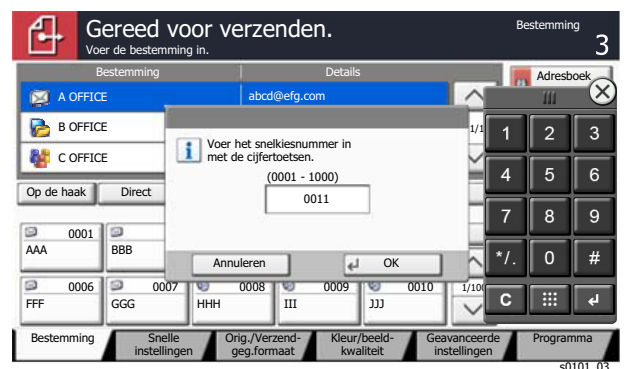 Gereed voor verzenden.
Voer de bestemming in.
Bestemming
3
Bestemming Details
Adresboek
A OFFICE abcd@efg.com
B OFFICE
C OFFICE
1/1
Voer het snelkiesnummer in
met de cijfertoetsen.
(0001 - 1000)
0011
Annuleren OK
Op de haak Direct
0001
AAA BBB
0006 0007 0008 0009 0010
FFF GGG HHH III JJJ
1/100
1 2 3
4 5 6
7 8 9
*/. 0 #
C
Bestemming
Snelle
instellingen
Orig./Verzend-
geg.formaat
Kleur/beeld-
kwaliteit
Geavanceerde
instellingen
Programma
s0101_03